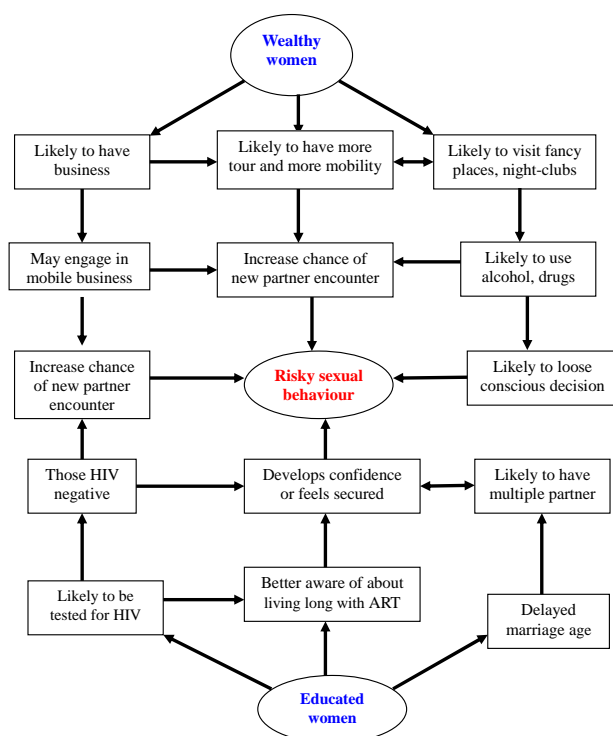 Wealthy
women
Likely to have
business
Likely to have more
tour and more mobility
Likely to visit fancy
places, night-clubs
May engage in
mobile business
Increase chance of
new partner encounter
Likely to use
alcohol, drugs
Increase chance
of new partner
encounter
Risky sexual
behaviour
Likely to loose
conscious decision
Those HIV
negative
Develops confidence
or feels secured
Likely to have
multiple partner
Likely to be
tested for HIV
Better aware of about
living long with ART
Delayed
marriage age
Educated
women